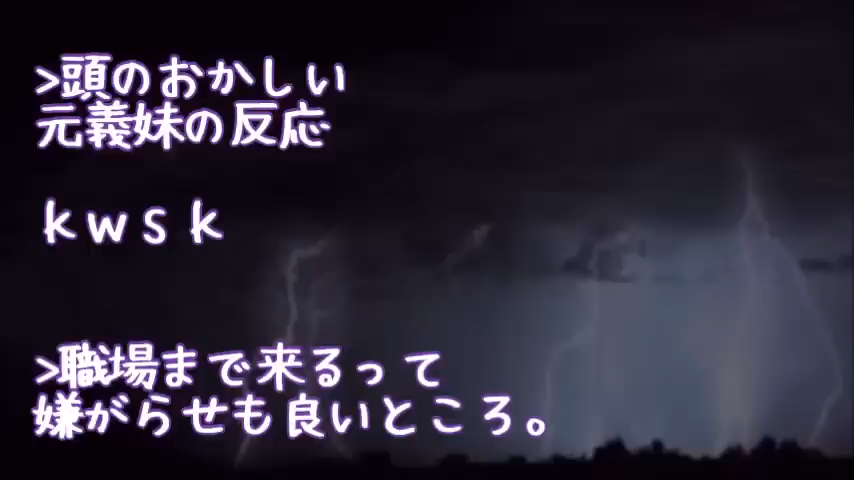 >頭のおかしい
元義妹の反応
ｋｗｓｋ
>職場まで来るって
嫌がらせも良いところ。